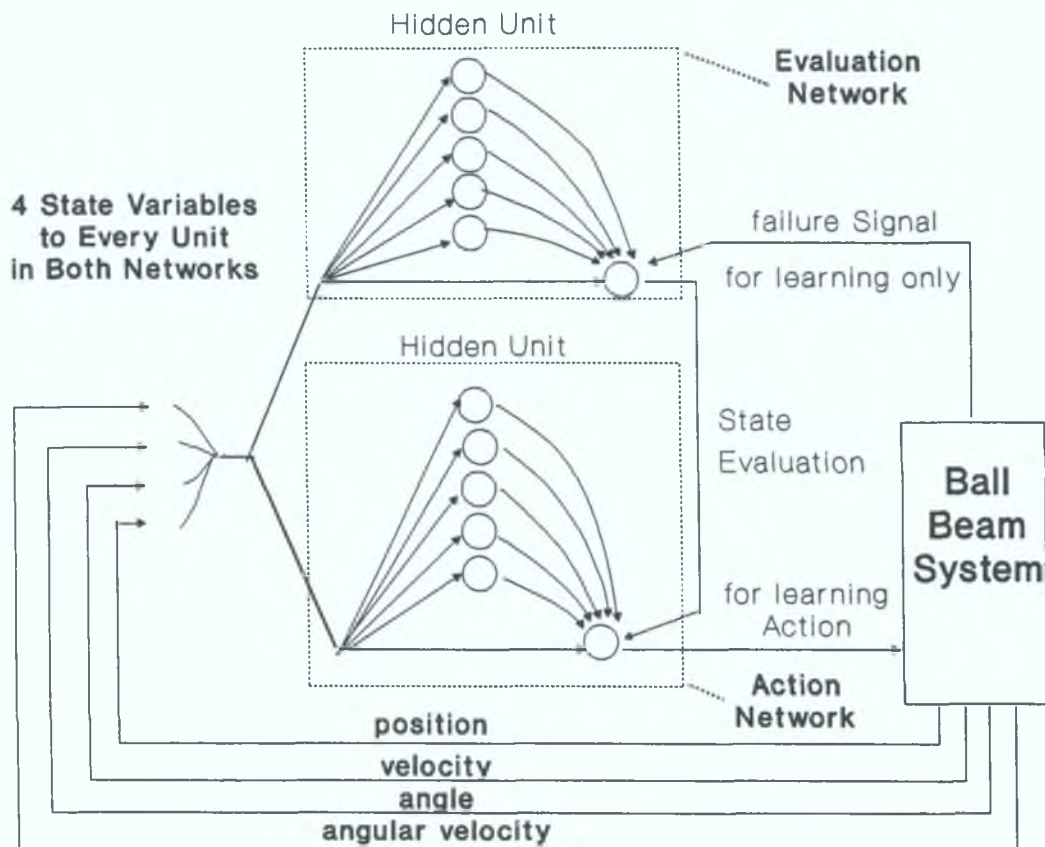 Hidden Unit
Evaluation
Network
4 State Variables
to Every Unit
in Both Networks
failure Signal
for learning only
Hidden Unit
State
Evaluation
Ball
Beam
System
for learning
Action
Action
Network
position
velocity
angle
angular velocity